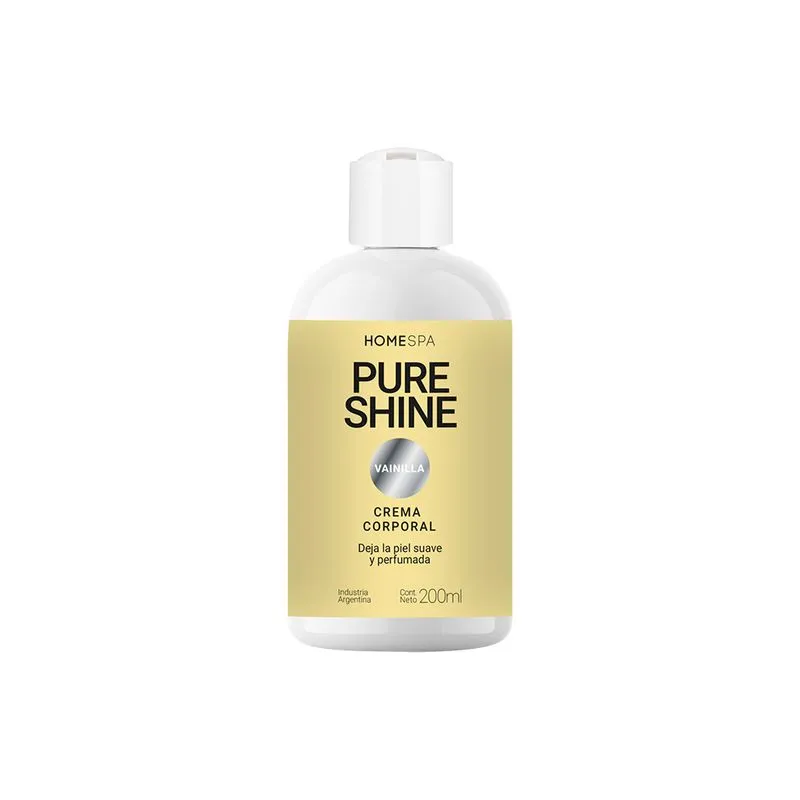 HOMESPA
PURE
SHINE
VAINILLA
CREMA
CORPORAL
Deja la piel suave
y perfumada
Industria
Argentina
Cont.
Neto 200ml